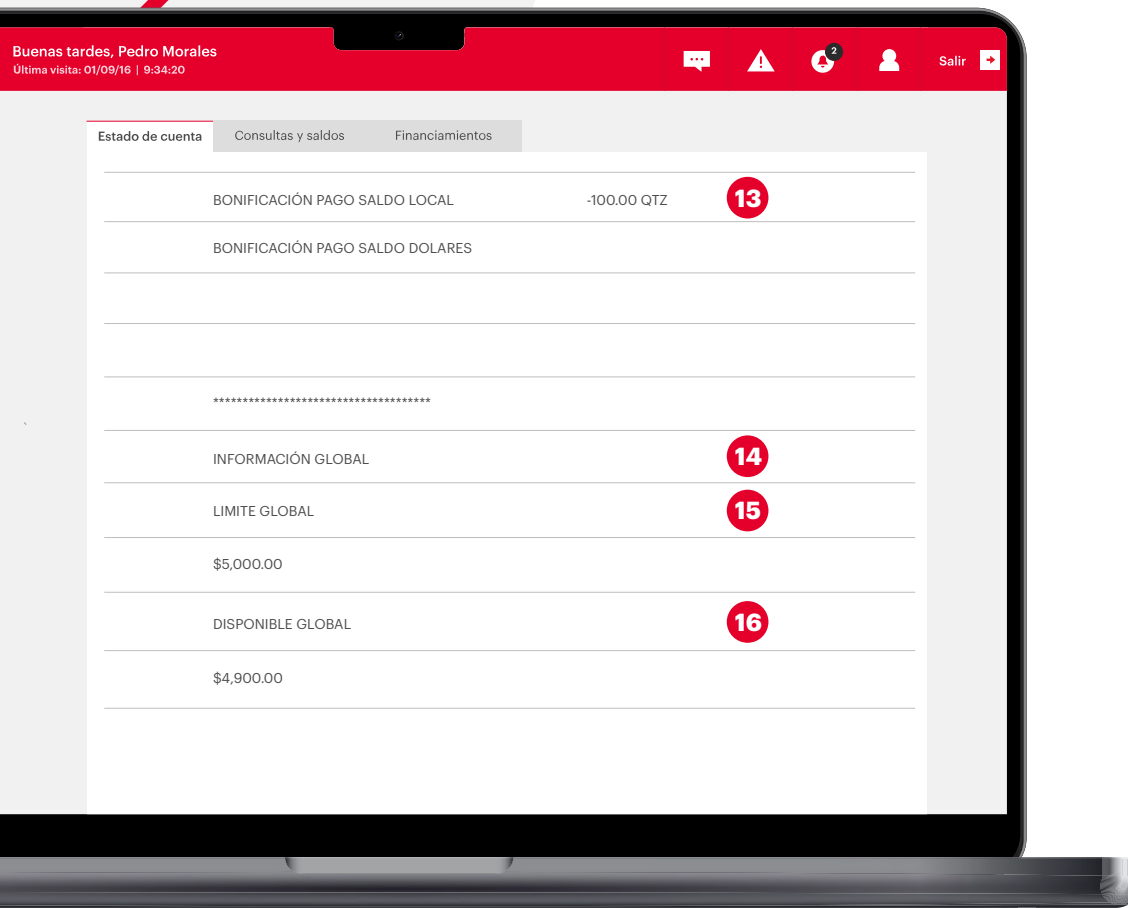 Buenas tardes, Pedro Morales
Última visita: 01/09/16 | 9:34:20
2
Salir
Estado de cuenta Consultas y saldos Financiamientos
BONIFICACIÓN PAGO SALDO LOCAL -100.00 QTZ 13
BONIFICACIÓN PAGO SALDO DOLARES
*************************************
INFORMACIÓN GLOBAL 14
LIMITE GLOBAL 15
$5,000.00
DISPONIBLE GLOBAL 16
$4,900.00